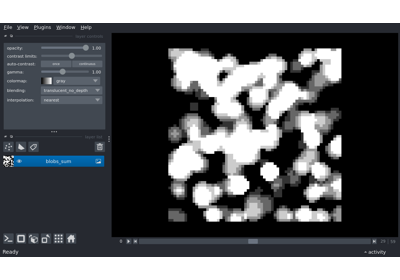 File View Plugins Window Help
opacity: 1.00
contrast limits:
auto-contrast: once continuous
gamma: 1.00
colormap: gray
blending: translucent_no_depth
interpolation: nearest
blobs_sum
Ready
activity